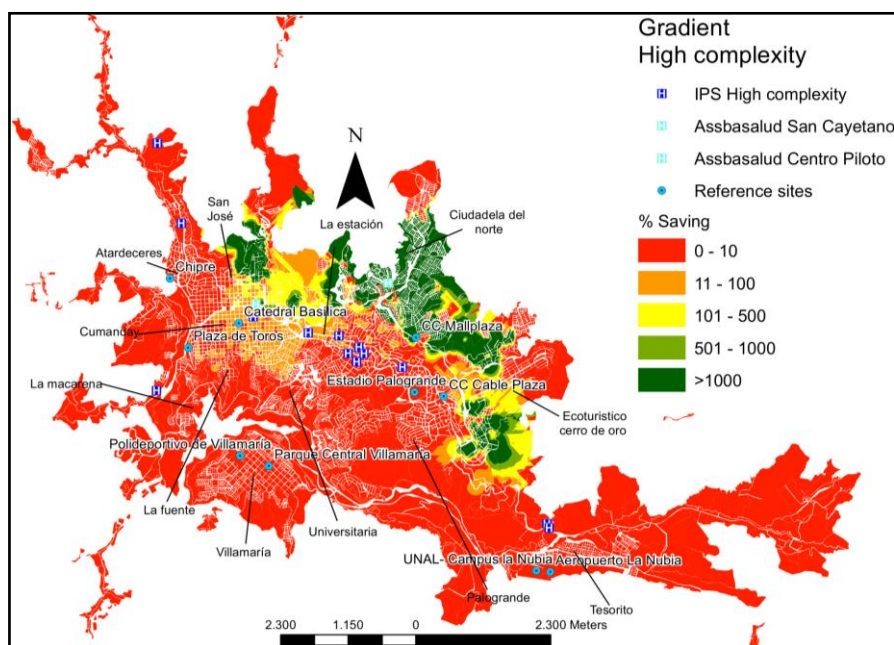 Gradient
High complexity
H IPS High complexity
H Assbasalud San Cayetano
H Assbasalud Centro Piloto
Reference sites
% Saving
0 - 10
11 - 100
101 - 500
501 - 1000
>1000
N
San
José
La estación
Ciudadela del
norte
Atardeceres
Chipre
Catedral Basilica
Cumanday
Plaza de Toros
CC Mallplaza
La macarena
Estadio Palogrande
CC Cable Plaza
Ecoturistico
cerro de oro
Polideportivo de Villamaría
Parque Central Villamaria
La fuente
Universitaria
Villamaría
UNAL- Campus la Nubia
Aeropuerto La Nubia
Palogrande
Tesorito
2.300 1.150 0 2.300 Meters